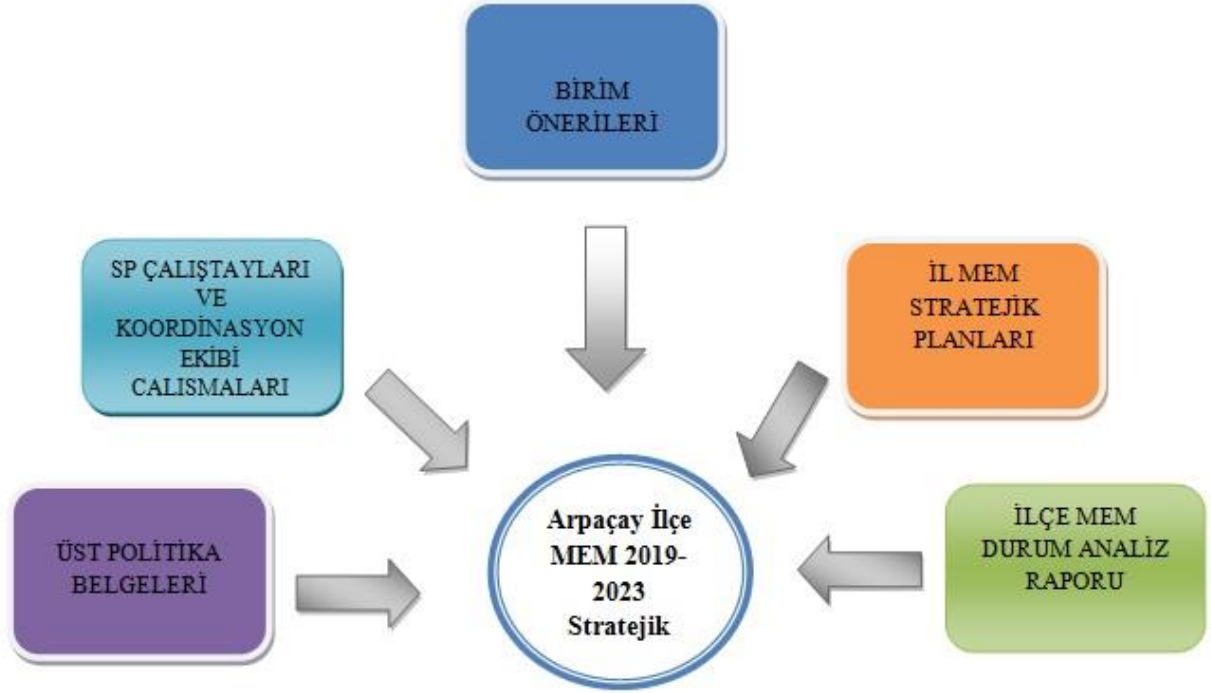 BİRİM
ÖNERİLERİ
SP ÇALIŞTAYLARI
VE
KOORDİNASYON
EKİBİ
CALISMALARI
İL MEM
STRATEJİK
PLANLARI
ÜST POLİTİKA
BELGELERİ
Arpaçay İlçe
MEM 2019-
2023
Stratejik
İLÇE MEM
DURUM ANALİZ
RAPORU